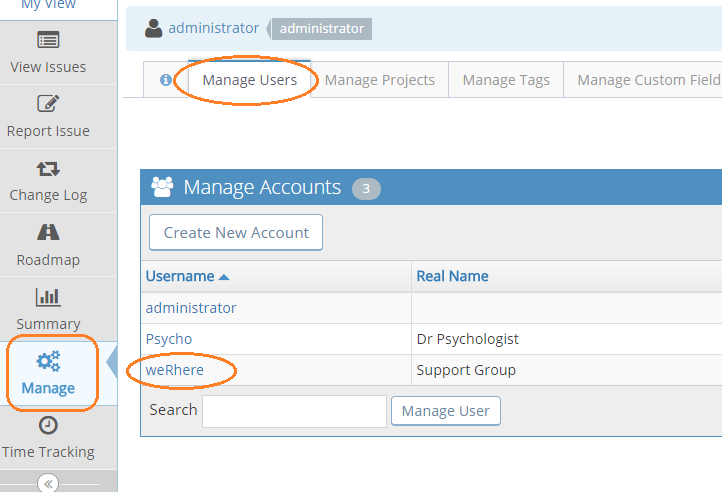 My View
View Issues
Report Issue
Change Log
Roadmap
Summary
Manage
Time Tracking
administrator administrator
Manage Users Manage Projects Manage Tags Manage Custom Field
Manage Accounts 3
Create New Account
Username Real Name
administrator
Psycho Dr Psychologist
weRhere Support Group
Search Manage User